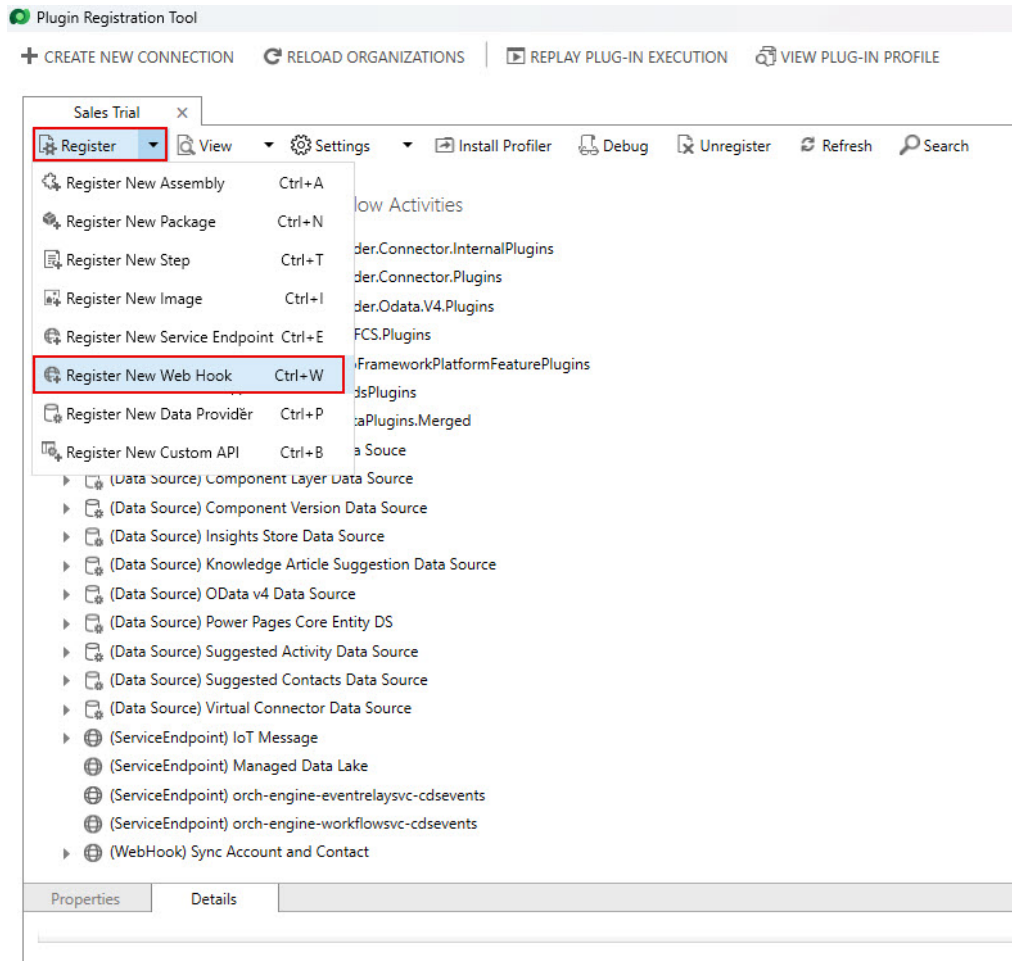 Plugin Registration Tool
CREATE NEW CONNECTION RELOAD ORGANIZATIONS REPLAY PLUG-IN EXECUTION VIEW PLUG-IN PROFILE
Sales Trial
Register View Settings Install Profiler Debug Unregister Refresh Search
Register New Assembly Ctrl+A
low Activities
Register New Package Ctrl+N
der.Connector.InternalPlugins
Register New Step Ctrl+T
der.Connector.Plugins
Register New Image Ctrl+I
der.Odata.V4.Plugins
Register New Service Endpoint Ctrl+E
FCS.Plugins
FrameworkPlatformFeaturePlugins
Register New Web Hook Ctrl+W
dsPlugins
Register New Data Provider Ctrl+P
taPlugins.Merged
Register New Custom API Ctrl+B
a Souce
(Data Source) Component Layer Data Source
(Data Source) Component Version Data Source
(Data Source) Insights Store Data Source
(Data Source) Knowledge Article Suggestion Data Source
(Data Source) OData v4 Data Source
(Data Source) Power Pages Core Entity DS
(Data Source) Suggested Activity Data Source
(Data Source) Suggested Contacts Data Source
(Data Source) Virtual Connector Data Source
(ServiceEndpoint) IoT Message
(ServiceEndpoint) Managed Data Lake
(ServiceEndpoint) orch-engine-eventrelaysvc-cdsevents
(ServiceEndpoint) orch-engine-workflowsvc-cdsevents
(WebHook) Sync Account and Contact
Properties Details